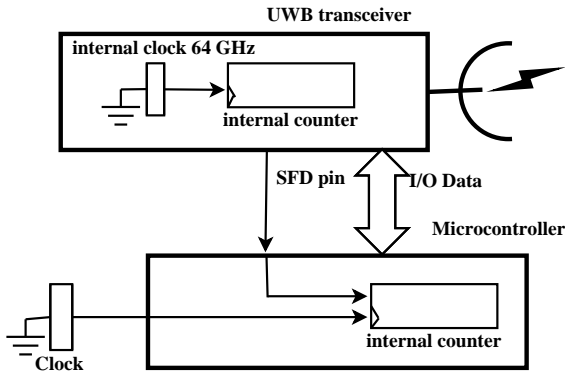 UWB transceiver
internal clock 64 GHz
internal counter
SFD pin
I/O Data
Microcontroller
internal counter
Clock